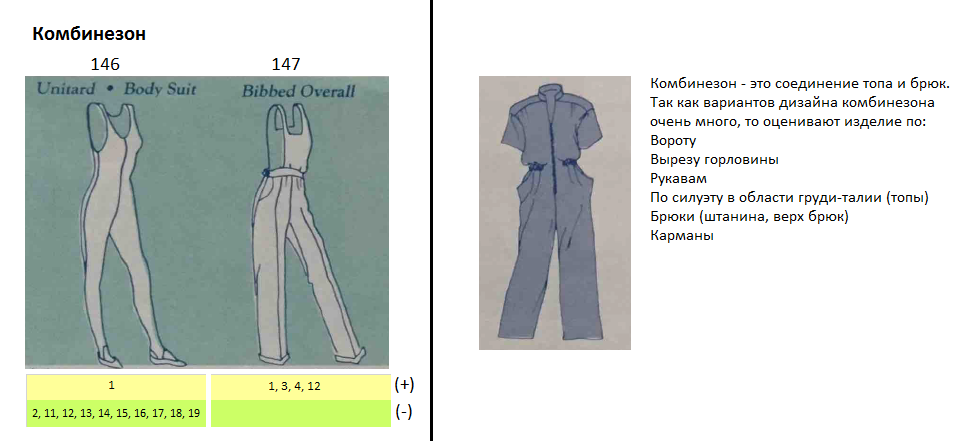 Комбинезон
146 147
Unitard • Body Suit Bibbed Overall
1 1, 3, 4, 12 (+)
2, 11, 12, 13, 14, 15, 16, 17, 18, 19 (-)
Комбинезон - это соединение топа и брюк.
Так как вариантов дизайна комбинезона
очень много, то оценивают изделие по:
Вороту
Вырезу горловины
Рукавам
По силуэту в области груди-талии (топы)
Брюки (штанина, верх брюк)
Карманы